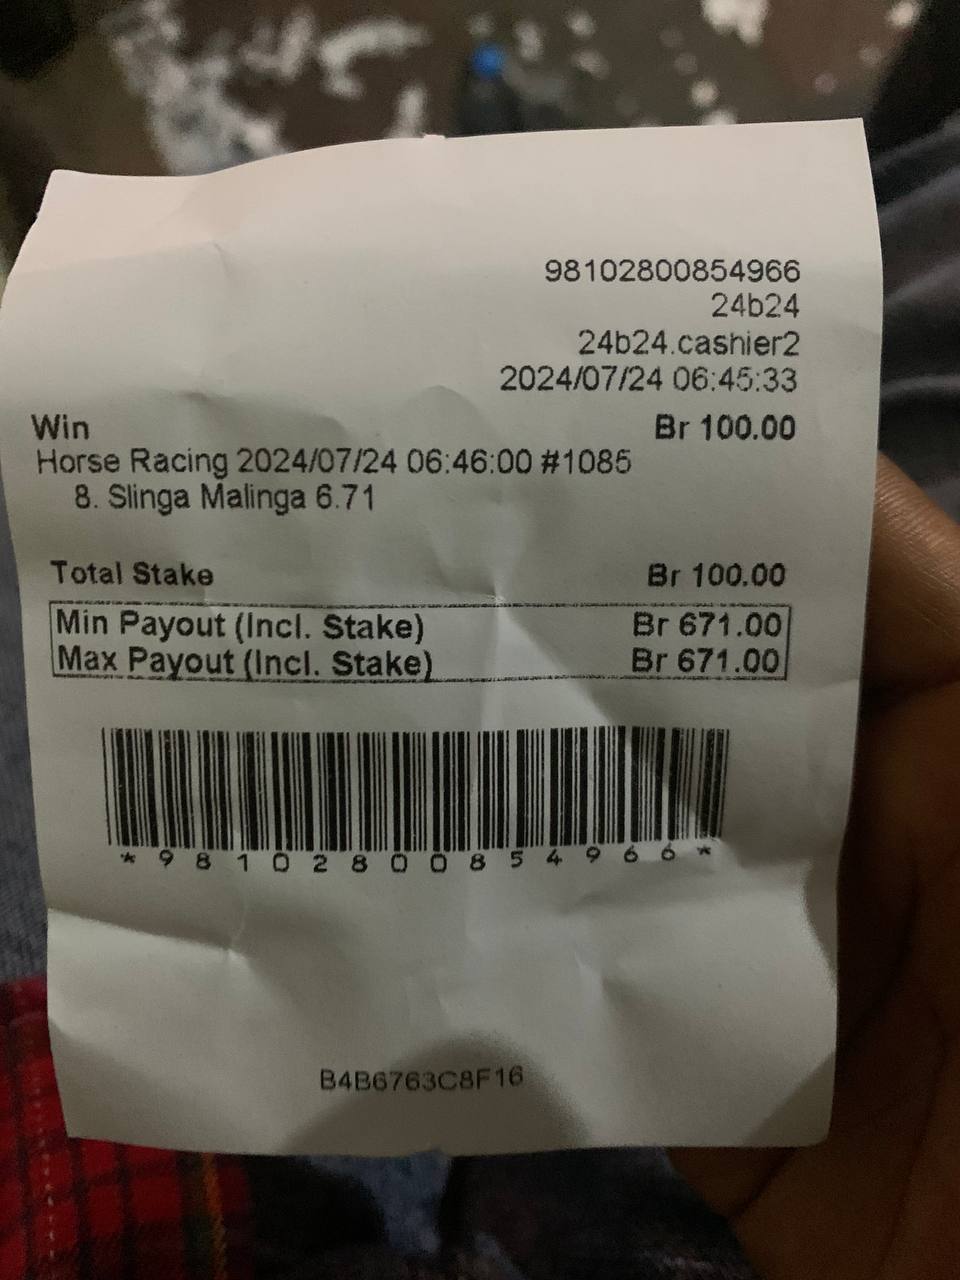 98102800854966
24b24
24b24.cashier2
2024/07/24 06:45:33
Win Br 100.00
Horse Racing 2024/07/24 06:46:00 #1085
8. Slinga Malinga 6.71
Total Stake Br 100.00
Min Payout (Incl. Stake) Br 671.00
Max Payout (Incl. Stake) Br 671.00
*98102800854966*
B4B6763C8F16